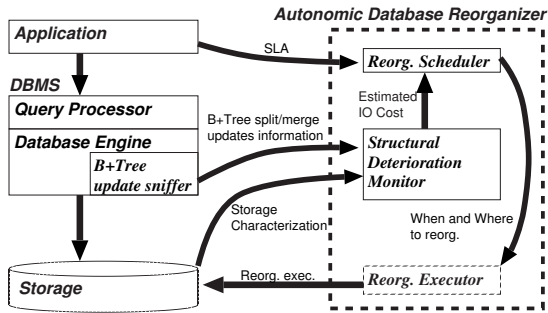 Autonomic Database Reorganizer
Application
SLA
Reorg. Scheduler
DBMS
Query Processor
Estimated
IO Cost
B+Tree split/merge
updates information
Database Engine
B+Tree
update sniffer
Structural
Deterioration
Monitor
Storage
Characterization
When and Where
to reorg.
Reorg. exec.
Reorg. Executor
Storage